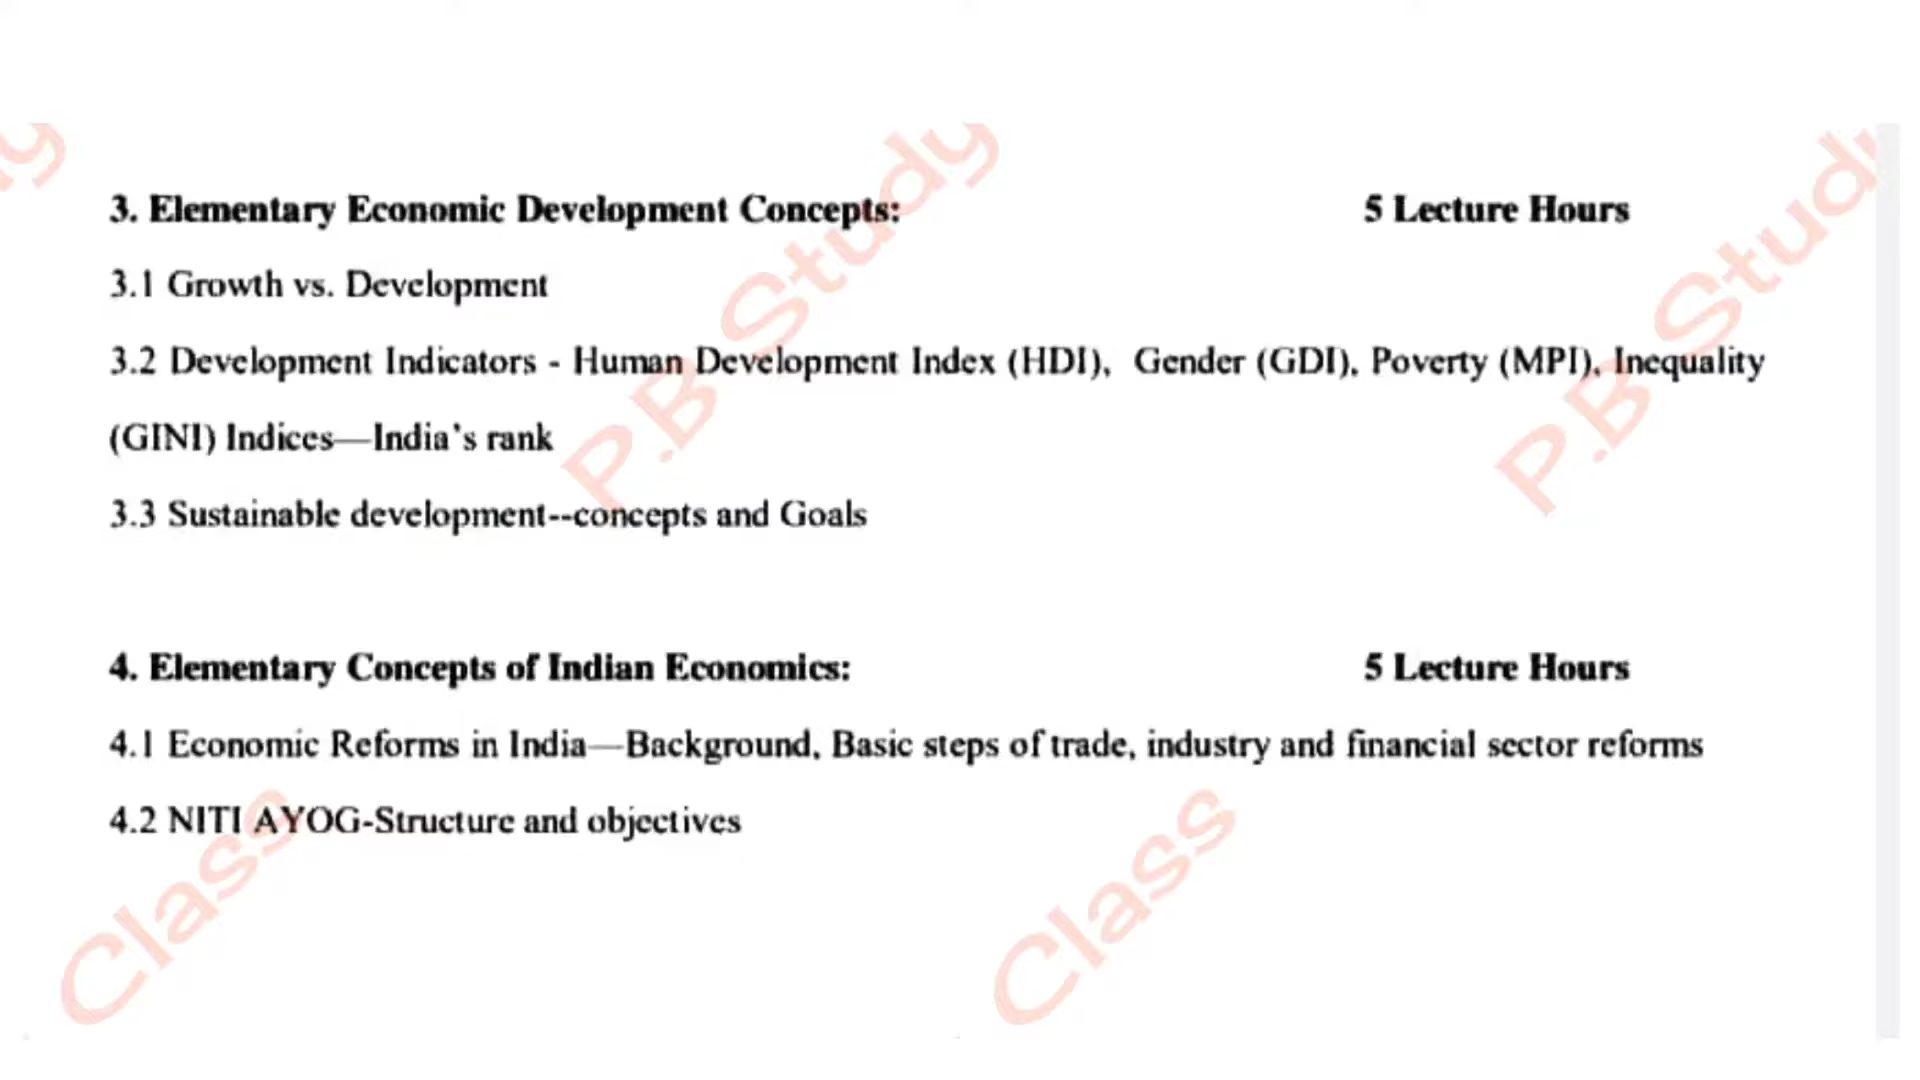 3. Elementary Economic Development Concepts: 5 Lecture Hours
3.1 Growth vs. Development
3.2 Development Indicators - Human Development Index (HDI), Gender (GDI), Poverty (MPI), Inequality
(GINI) Indices—India's rank
3.3 Sustainable development--concepts and Goals
4. Elementary Concepts of Indian Economics: 5 Lecture Hours
4.1 Economic Reforms in India—Background, Basic steps of trade, industry and financial sector reforms
4.2 NITI AYOG-Structure and objectives
P.B Study
P.B Study
Class
Class